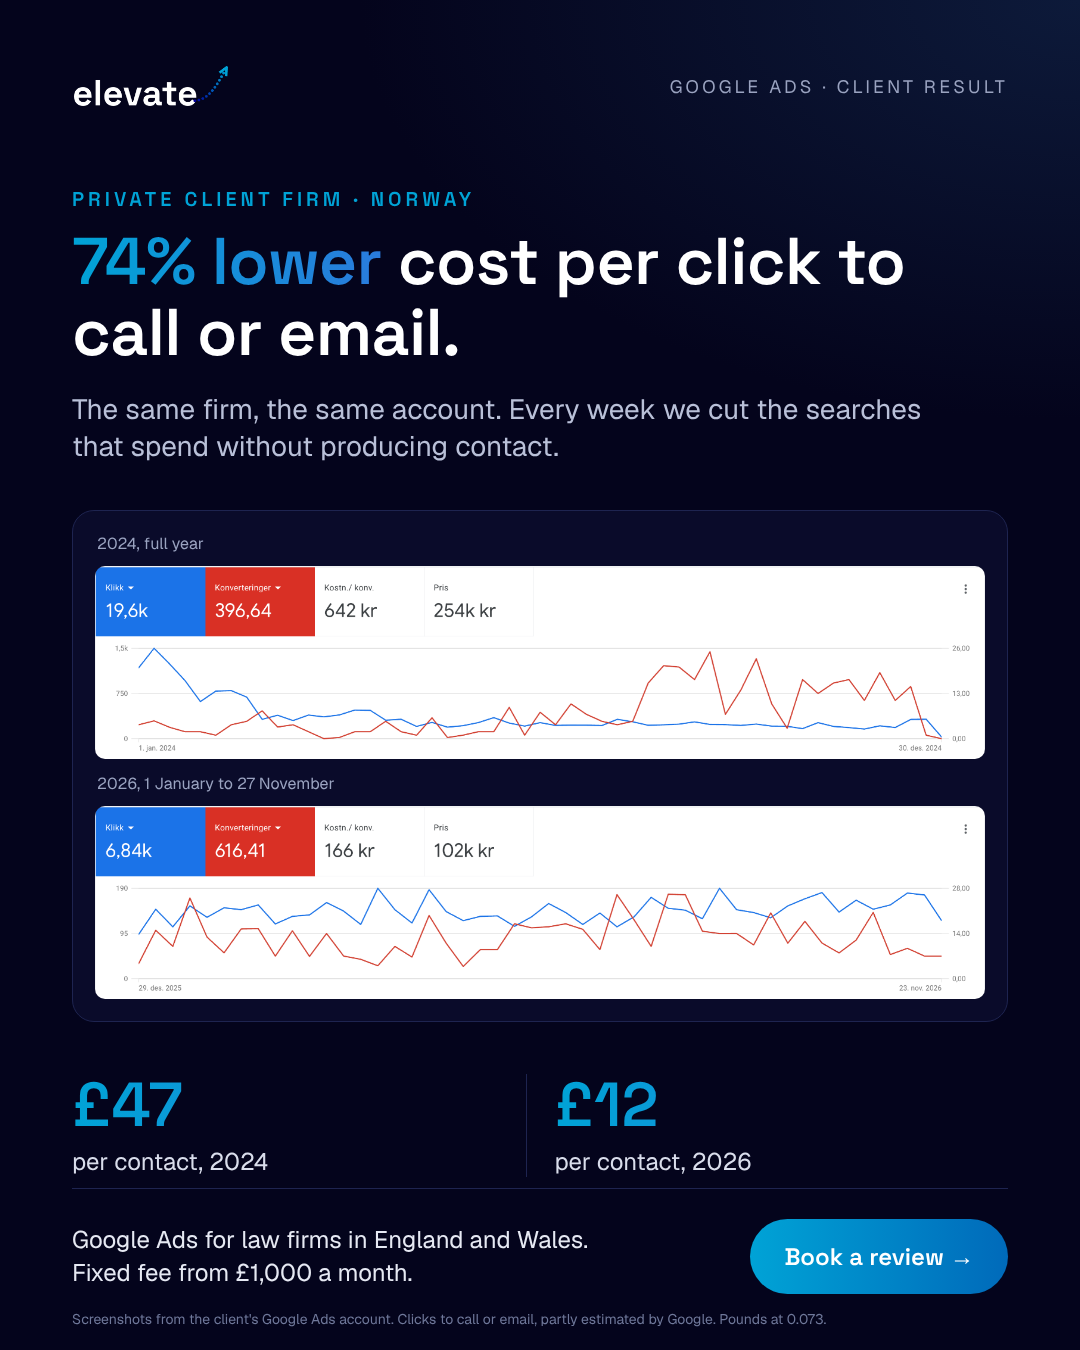 elevate
GOOGLE ADS · CLIENT RESULT
PRIVATE CLIENT FIRM · NORWAY
74% lower cost per click to
call or email.
The same firm, the same account. Every week we cut the searches
that spend without producing contact.
2024, full year
Klikk
Konverteringer
Kostn./ konv.
Pris
19,6k
396,64
642 kr
254k kr
1,5k
26,00
750
13,00
0
0,00
1. jan. 2024
30. des. 2024
2026, 1 January to 27 November
Klikk
Konverteringer
Kostn./ konv.
Pris
6,84k
616,41
166 kr
102k kr
190
28,00
95
14,00
0
0,00
29. des. 2025
23. nov. 2026
£47
per contact, 2024
£12
per contact, 2026
Google Ads for law firms in England and Wales.
Fixed fee from £1,000 a month.
Book a review →
Screenshots from the client's Google Ads account. Clicks to call or email, partly estimated by Google. Pounds at 0.073.